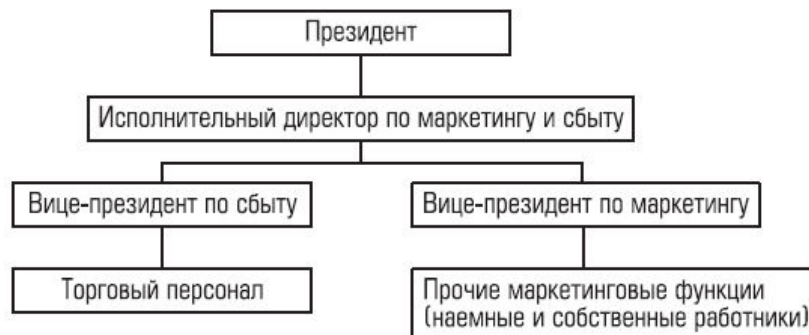 Президент
Исполнительный директор по маркетингу и сбыту
Вице-президент по сбыту
Вице-президент по маркетингу
Торговый персонал
Прочие маркетинговые функции
(наемные и собственные работники)